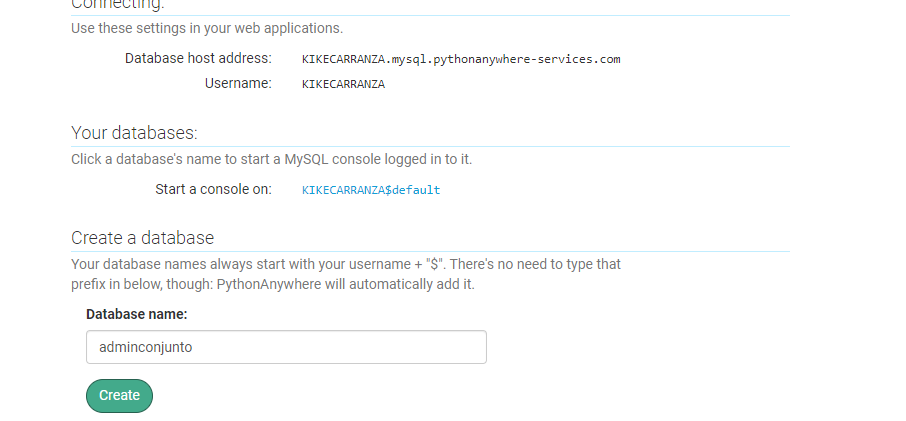 Connecting:
Use these settings in your web applications.
Database host address: KIKECARRANZA.mysql.pythonanywhere-services.com
Username: KIKECARRANZA
Your databases:
Click a database's name to start a MySQL console logged in to it.
Start a console on: KIKECARRANZA$default
Create a database
Your database names always start with your username + "$". There's no need to type that
prefix in below, though: PythonAnywhere will automatically add it.
Database name:
adminconjunto
Create